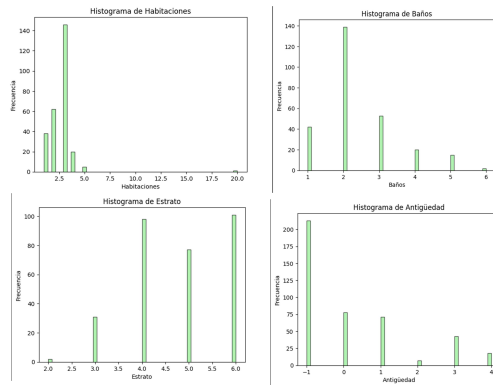 Histograma de Habitaciones
140
120
100
80
60
40
20
0
Frecuencia
2.5 5.0 7.5 10.0 12.5 15.0 17.5 20.0
Habitaciones
Histograma de Baños
140
120
100
80
60
40
20
0
Frecuencia
1 2 3 4 5 6
Baños
Histograma de Estrato
100
80
60
40
20
0
Frecuencia
2.0 2.5 3.0 3.5 4.0 4.5 5.0 5.5 6.0
Estrato
Histograma de Antigüedad
200
175
150
125
100
75
50
25
0
Frecuencia
−1 0 1 2 3 4
Antigüedad